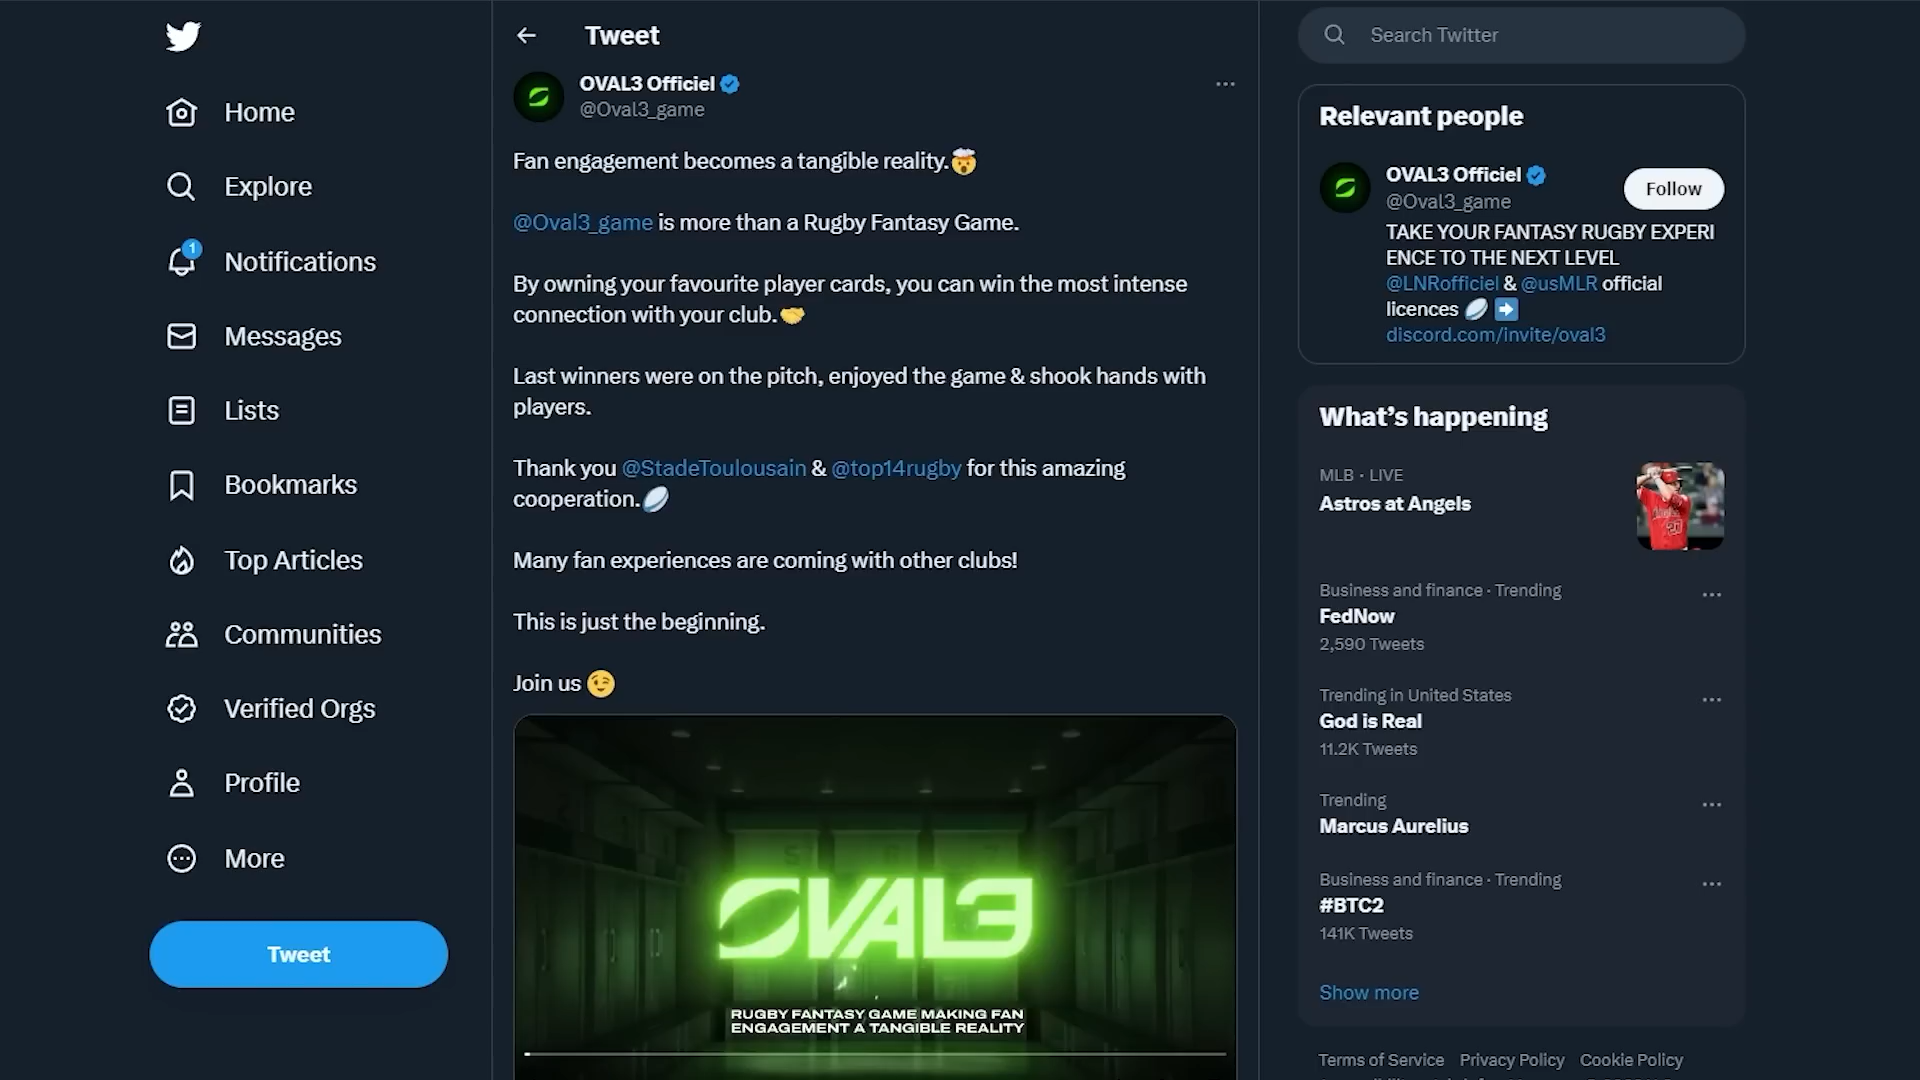 Home
Explore
1
Notifications
Messages
Lists
Bookmarks
Top Articles
Communities
Verified Orgs
Profile
More
Tweet
Tweet
OVAL3 Officiel
@Oval3_game
Fan engagement becomes a tangible reality.🤯
@Oval3_game is more than a Rugby Fantasy Game.
By owning your favourite player cards, you can win the most intense
connection with your club.🤝
Last winners were on the pitch, enjoyed the game & shook hands with
players.
Thank you @StadeToulousain & @top14rugby for this amazing
cooperation.🏉
Many fan experiences are coming with other clubs!
This is just the beginning.
Join us 😉
OVAL3
RUGBY FANTASY GAME MAKING FAN
ENGAGEMENT A TANGIBLE REALITY
Search Twitter
Relevant people
OVAL3 Officiel
@Oval3_game
Follow
TAKE YOUR FANTASY RUGBY EXPERI
ENCE TO THE NEXT LEVEL
@LNRofficiel & @usMLR official
licences 🏉 ➡️
discord.com/invite/oval3
What's happening
MLB · LIVE
Astros at Angels
Business and finance · Trending
FedNow
2,590 Tweets
Trending in United States
God is Real
11.2K Tweets
Trending
Marcus Aurelius
Business and finance · Trending
#BTC2
141K Tweets
Show more
Terms of Service Privacy Policy Cookie Policy